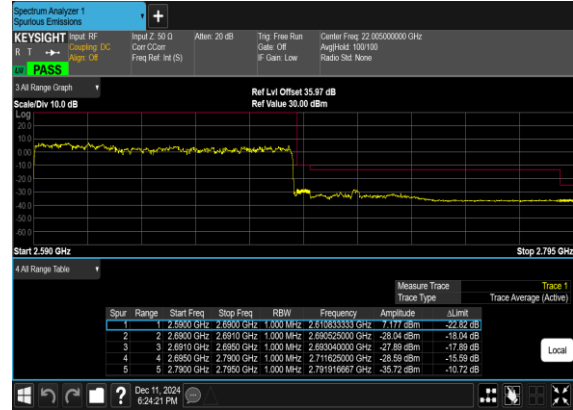 Spectrum Analyzer 1
Spurious Emissions
KEYSIGHT Input: RF Input Z: 50 Ω Atten: 20 dB Trig: Free Run Center Freq: 22.005000000 GHz
R T Coupling: DC Corr CCorr Gate: Off Avg|Hold: 100/100
Align: Off Freq Ref: Int (S) IF Gain: Low Radio Std: None
PASS
3 All Range Graph
Ref Lvl Offset 35.97 dB
Scale/Div 10.0 dB Ref Value 30.00 dBm
Log
20.0
10.0
0.00
-10.0
-20.0
-30.0
-40.0
-50.0
-60.0
Start 2.590 GHz Stop 2.795 GHz
4 All Range Table
Measure Trace Trace 1
Trace Type Trace Average (Active)
Spur Range Start Freq Stop Freq RBW Frequency Amplitude ΔLimit
1 1 2.5900 GHz 2.6900 GHz 1.000 MHz 2.610833333 GHz 7.177 dBm -22.82 dB
2 2 2.6900 GHz 2.6910 GHz 1.000 MHz 2.690525000 GHz -28.04 dBm -18.04 dB
3 3 2.6910 GHz 2.6950 GHz 1.000 MHz 2.693040000 GHz -27.89 dBm -17.89 dB
4 4 2.6950 GHz 2.7900 GHz 1.000 MHz 2.711625000 GHz -28.59 dBm -15.59 dB
5 5 2.7900 GHz 2.7950 GHz 1.000 MHz 2.791916667 GHz -35.72 dBm -10.72 dB
Local
? Dec 11, 2024
6:24:21 PM